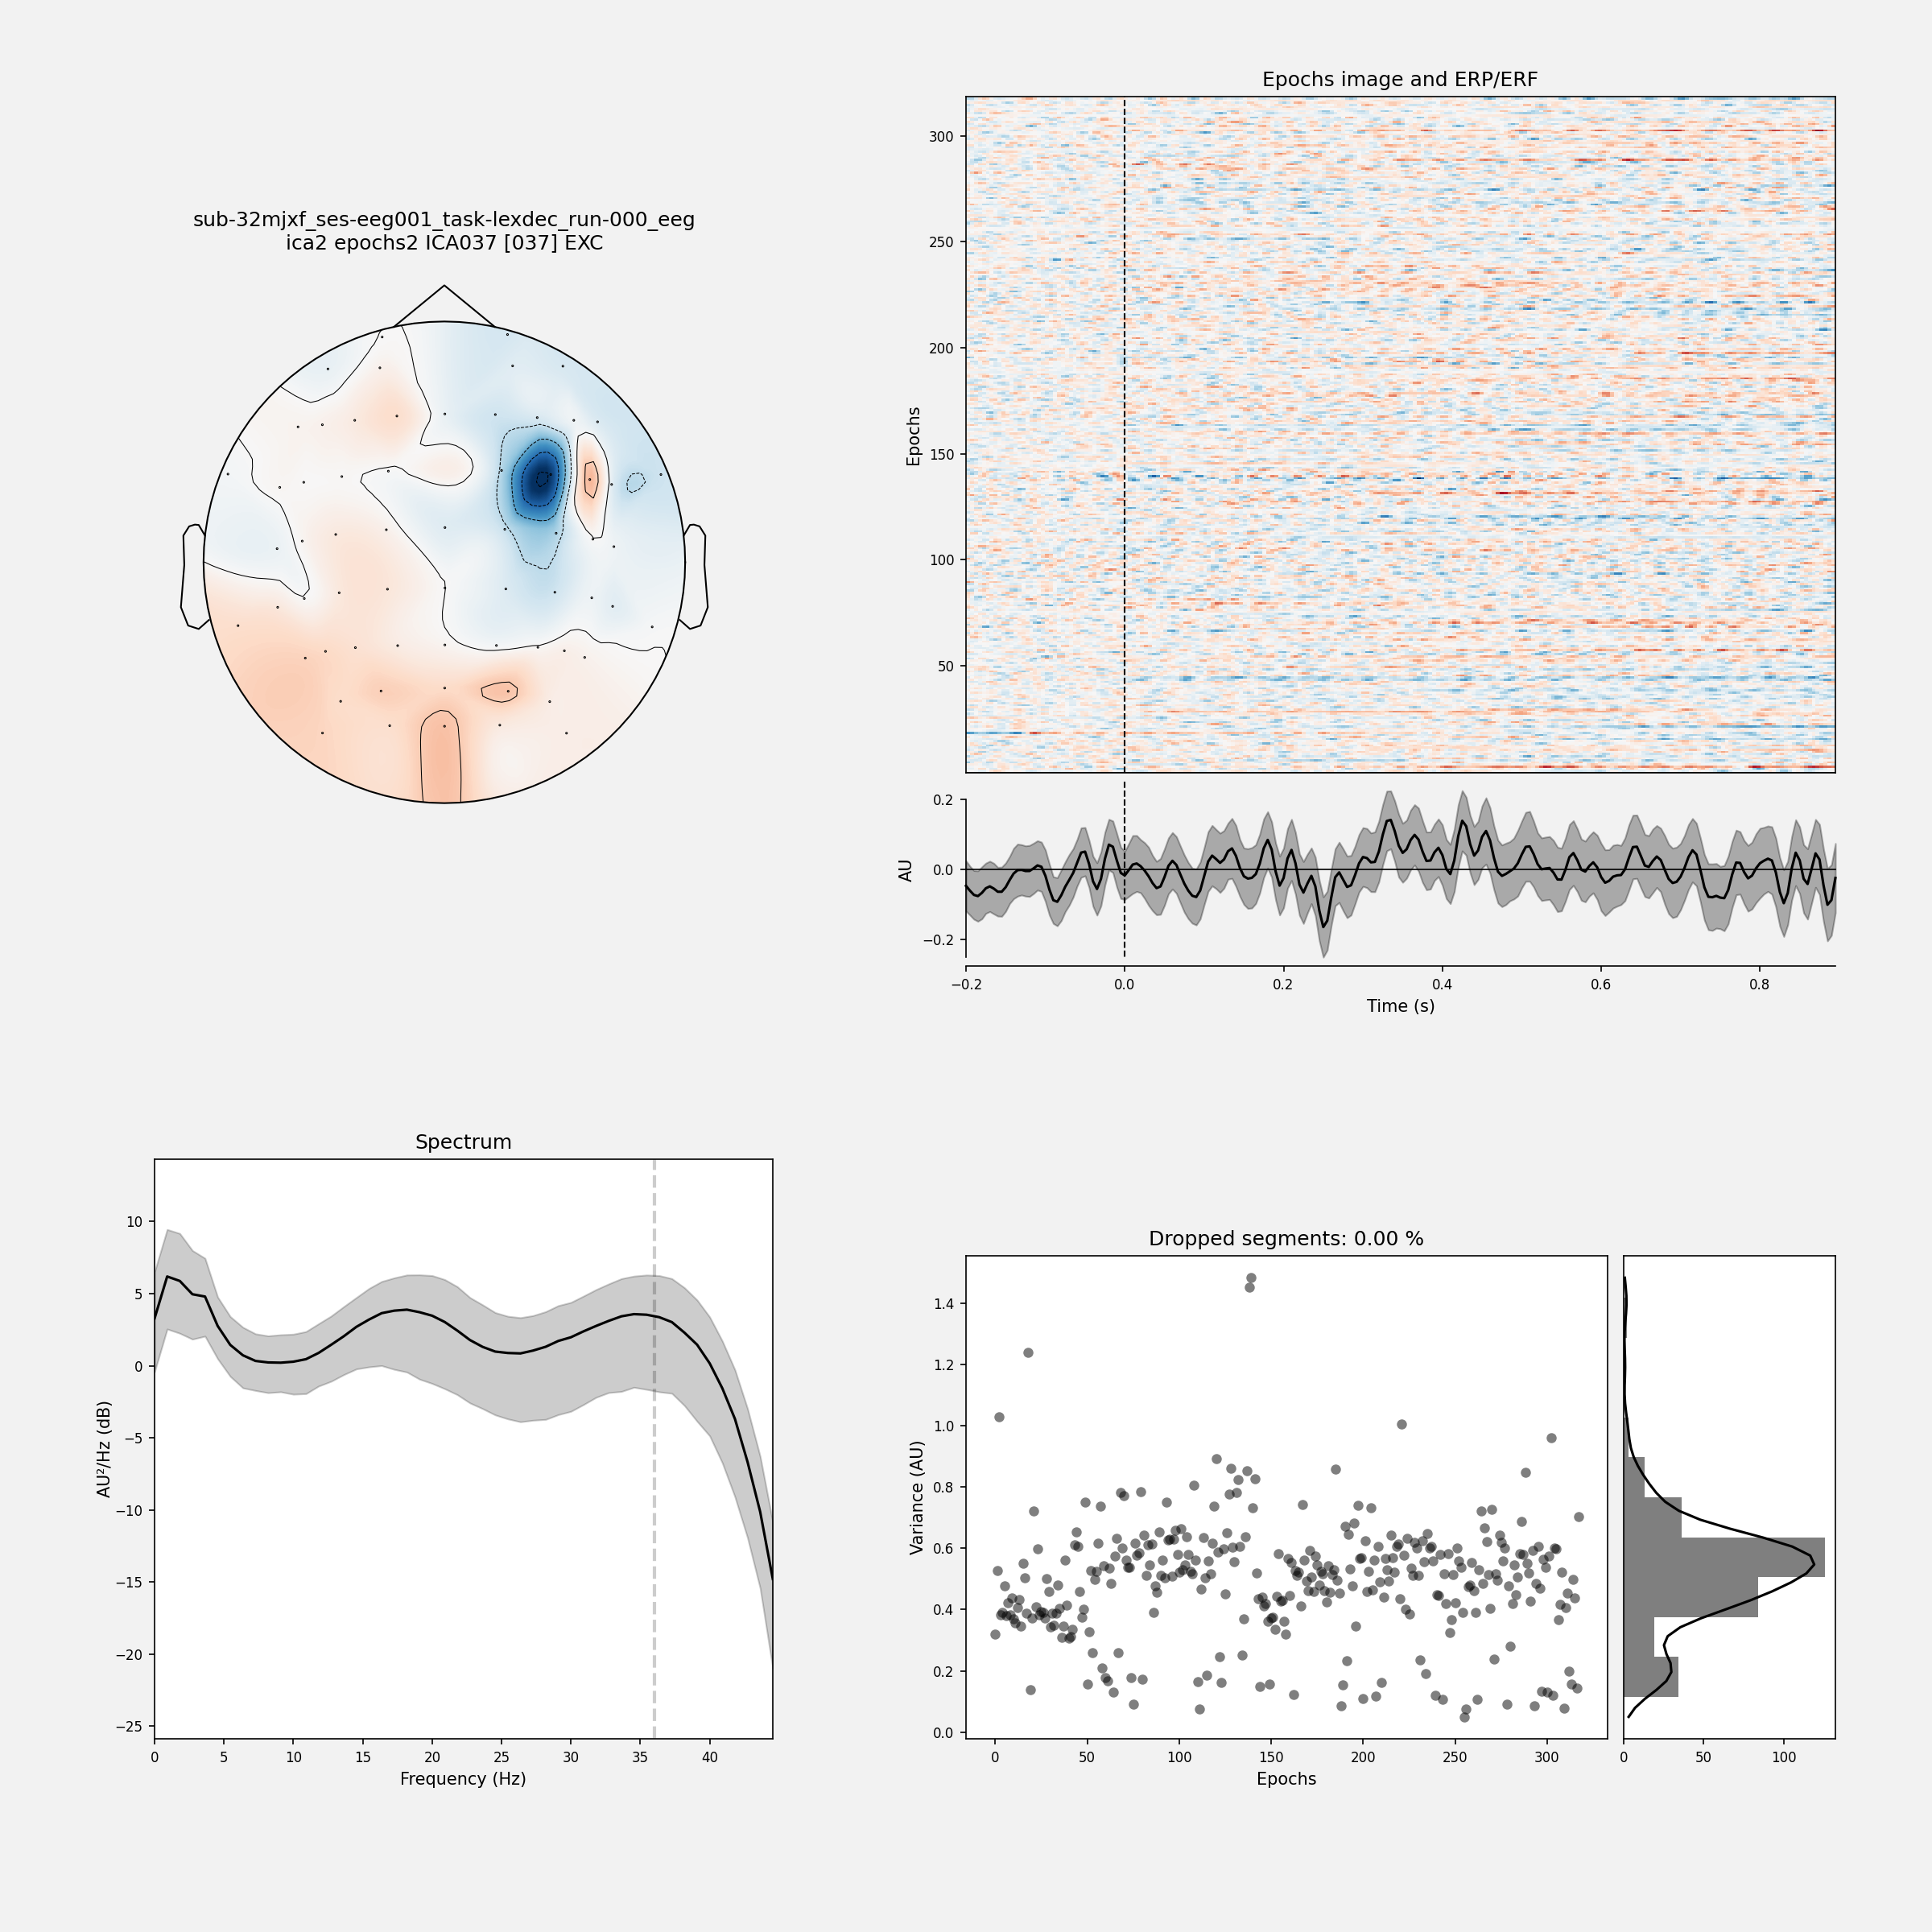 sub-32mjxf_ses-eeg001_task-lexdec_run-000_eeg
ica2 epochs2 ICA037 [037] EXC
Epochs image and ERP/ERF
Epochs
300
250
200
150
100
50
AU
0.2
0.0
−0.2
−0.2 0.0 0.2 0.4 0.6 0.8
Time (s)
Spectrum
AU²/Hz (dB)
10
5
0
−5
−10
−15
−20
−25
0 5 10 15 20 25 30 35 40
Frequency (Hz)
Dropped segments: 0.00 %
Variance (AU)
1.4
1.2
1.0
0.8
0.6
0.4
0.2
0.0
0 50 100 150 200 250 300
Epochs
0 50 100